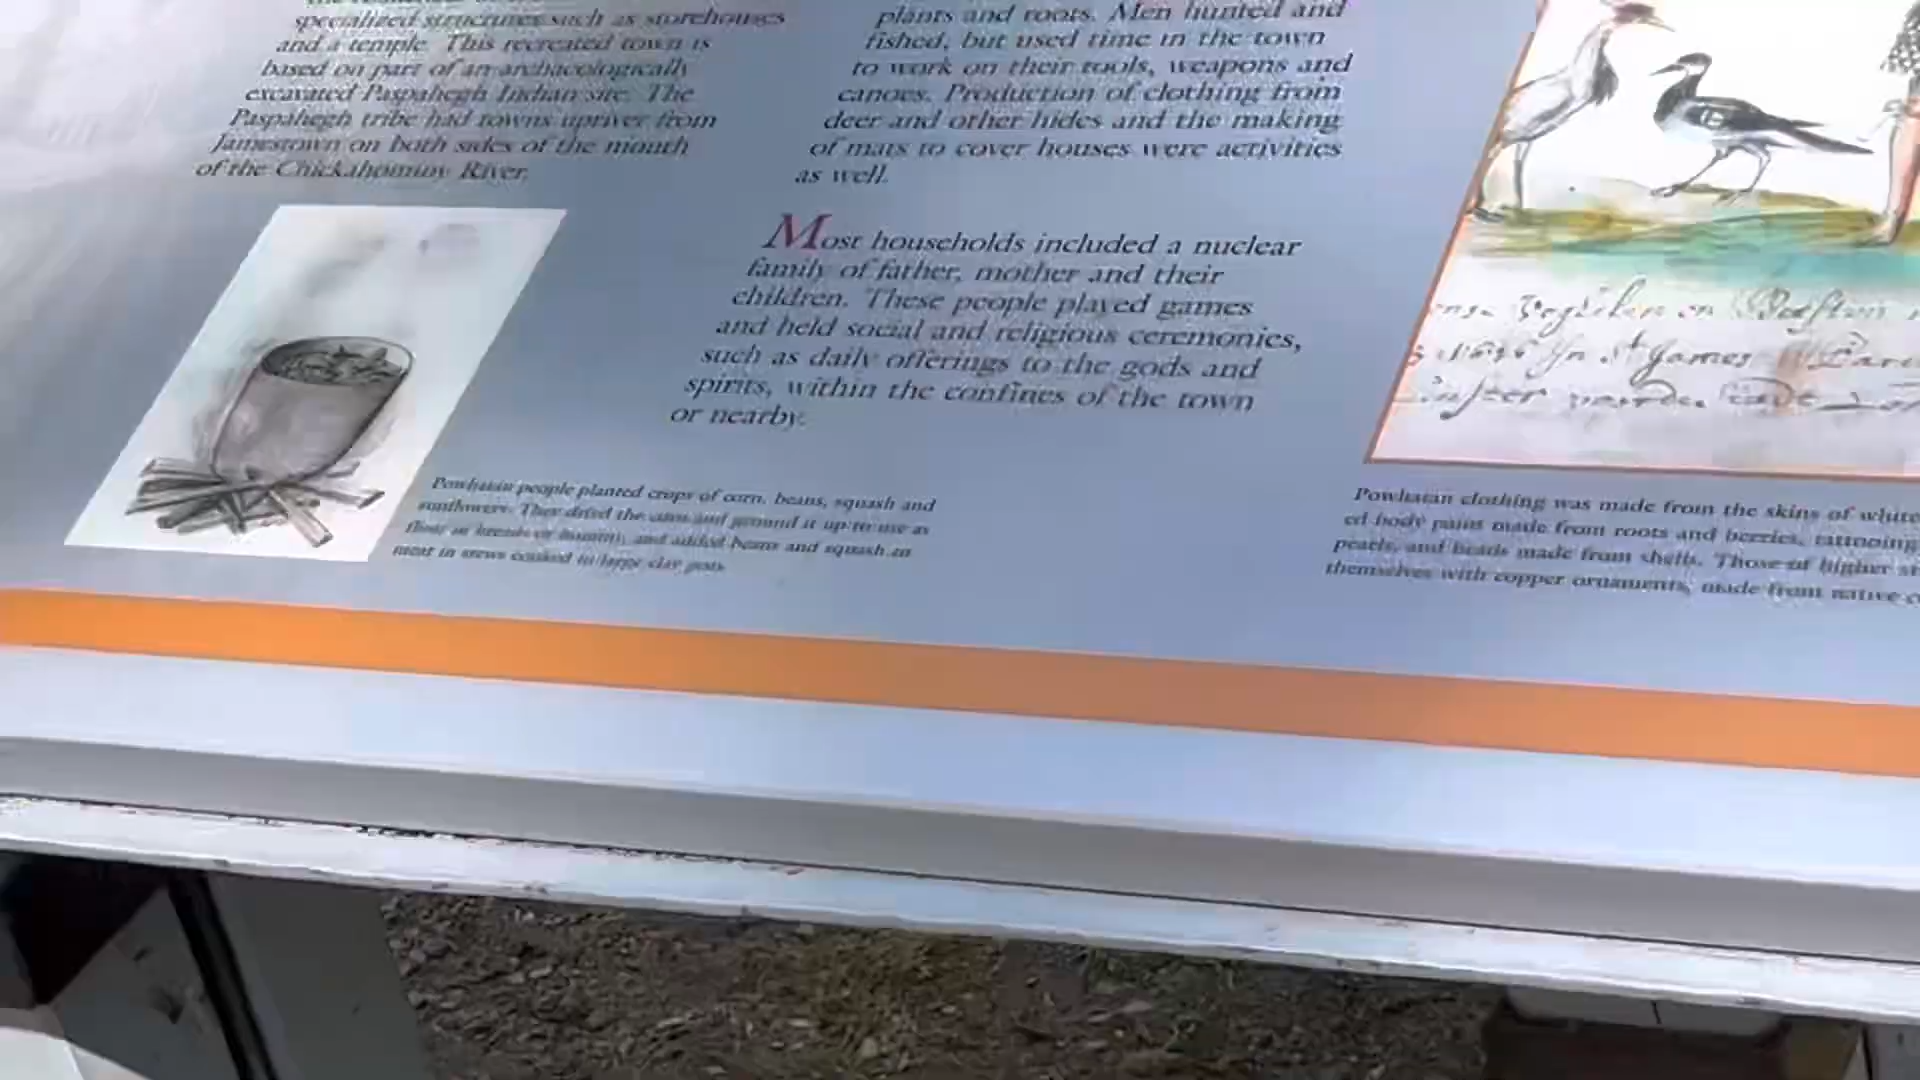 specialized structures such as storehouses
and a temple. This recreated town is
based on part of an archaeologically
excavated Paspahegh Indian site. The
Paspahegh tribe had towns upriver from
Jamestown on both sides of the mouth
of the Chickahominy River.
plants and roots. Men hunted and
fished, but used time in the town
to work on their tools, weapons and
canoes. Production of clothing from
deer and other hides and the making
of mats to cover houses were activities
as well.
Most households included a nuclear
family of father, mother and their
children. These people played games
and held social and religious ceremonies,
such as daily offerings to the gods and
spirits, within the confines of the town
or nearby.
Powhatan people planted crops of corn, beans, squash and
sunflowers. They dried the corn and ground it up to use as
flour in breads or hominy, and added beans and squash to
meat in stews cooked in large clay pots.
St James
Powhatan clothing was made from the skins of white
ed body paint made from roots and berries, tattooing
pearls, and beads made from shells. Those of higher
themselves with copper ornaments, made from native